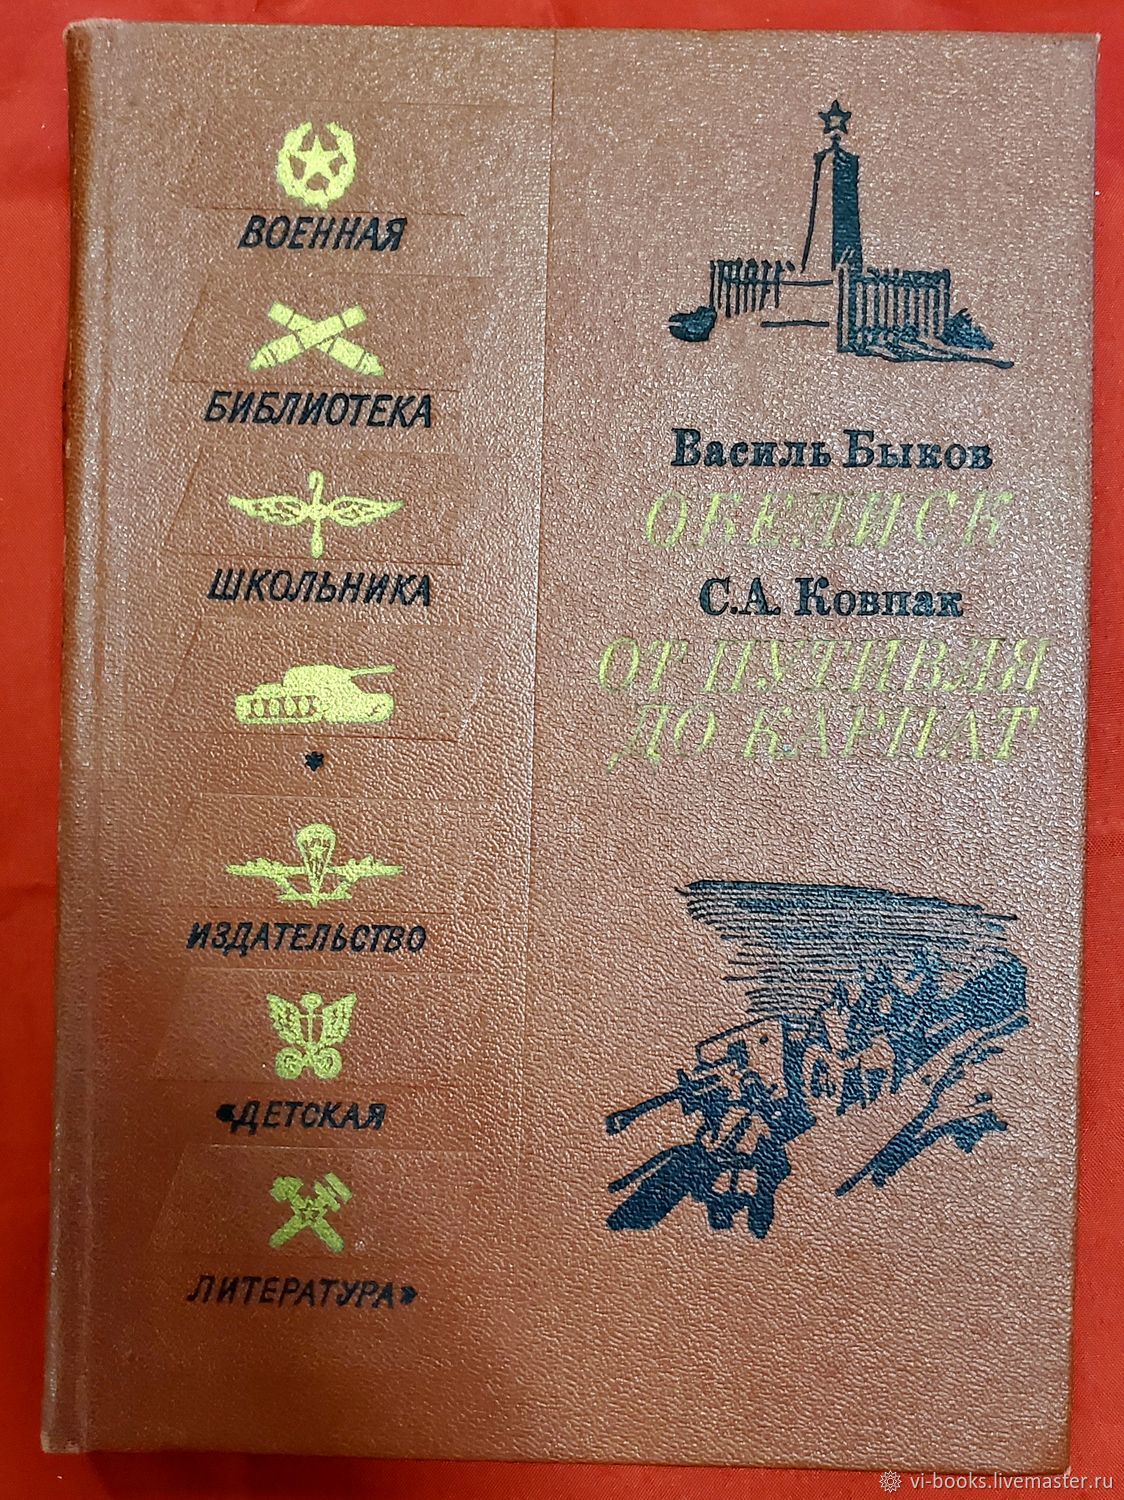 ВОЕННАЯ
БИБЛИОТЕКА
ШКОЛЬНИКА
*
ИЗДАТЕЛЬСТВО
«ДЕТСКАЯ
ЛИТЕРАТУРА»
Василь Быков
ОБЕЛИСК
С.А. Ковпак
ОТ ПУТИВЛЯ
ДО КАРПАТ
vi-books.livemaster.ru